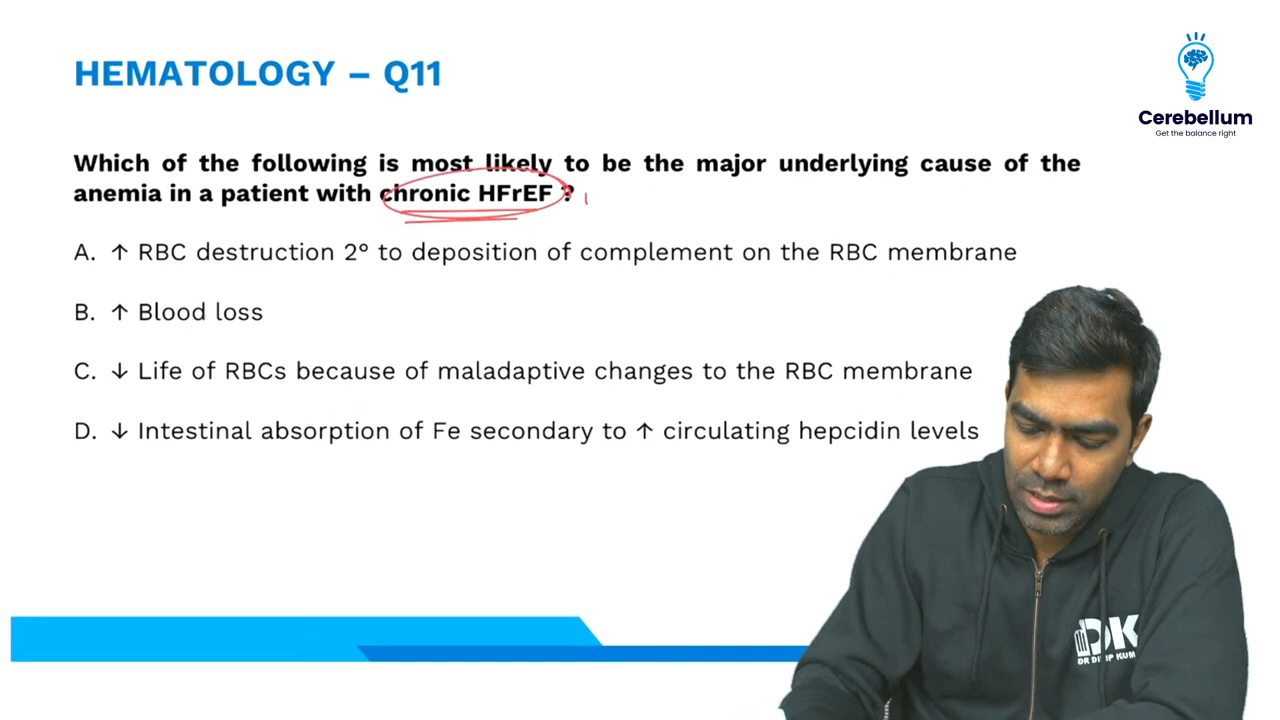 HEMATOLOGY – Q11
Cerebellum
Get the balance right
Which of the following is most likely to be the major underlying cause of the
anemia in a patient with chronic HFrEF ?
A. ↑ RBC destruction 2° to deposition of complement on the RBC membrane
B. ↑ Blood loss
C. ↓ Life of RBCs because of maladaptive changes to the RBC membrane
D. ↓ Intestinal absorption of Fe secondary to ↑ circulating hepcidin levels
DK
DR KUM